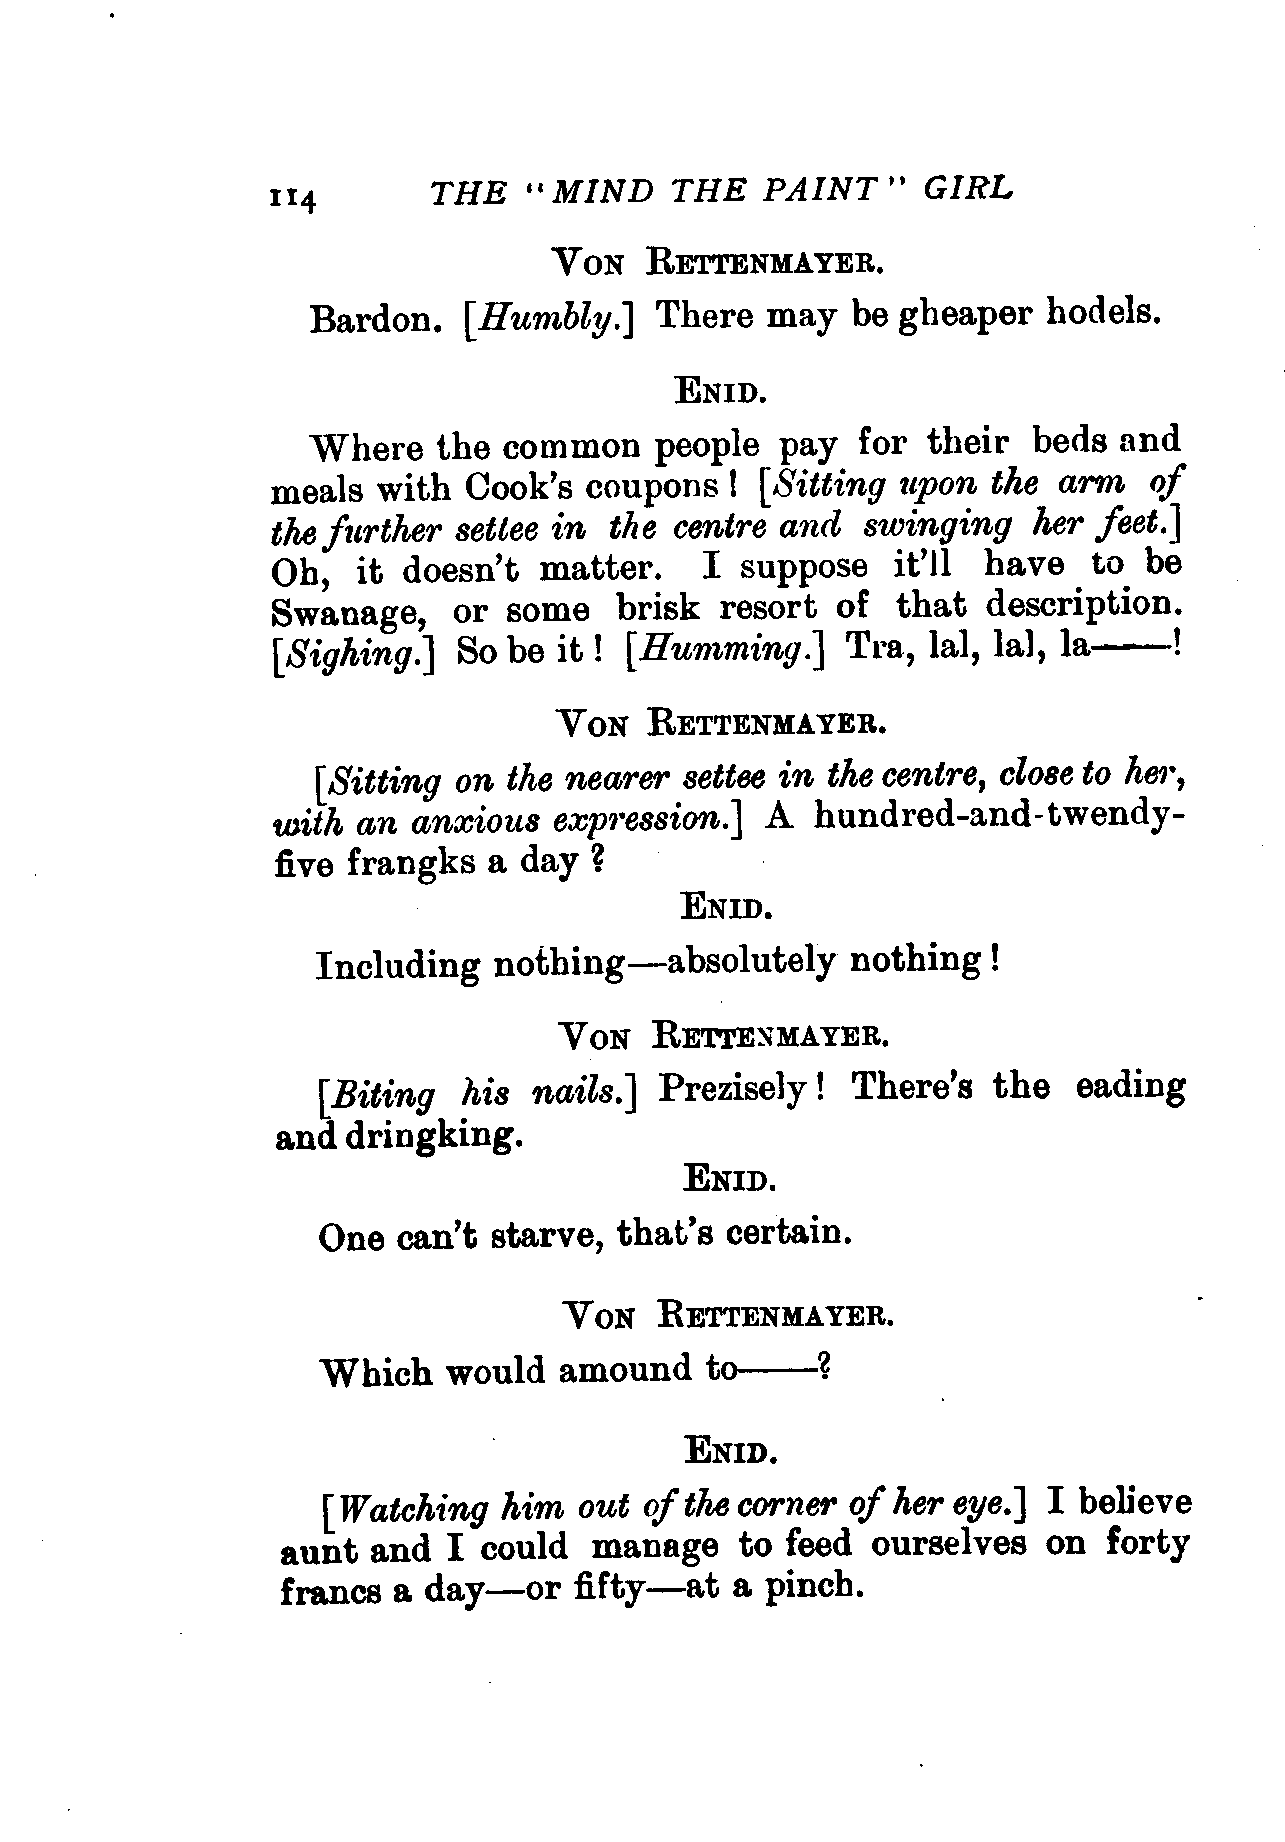 114 THE "MIND THE PAINT" GIRL
VON RETTENMAYER.
Bardon. [Humbly.] There may be gheaper hodels.
ENID.
Where the common people pay for their beds and
meals with Cook's coupons! [Sitting upon the arm of
the further settee in the centre and swinging her feet.]
Oh, it doesn't matter. I suppose it'll have to be
Swanage, or some brisk resort of that description.
[Sighing.] So be it! [Humming.] Tra, lal, lal, la——!
VON RETTENMAYER.
[Sitting on the nearer settee in the centre, close to her,
with an anxious expression.] A hundred-and-twendy-
five frangks a day?
ENID.
Including nothing—absolutely nothing!
VON RETTENMAYER.
[Biting his nails.] Prezisely! There's the eading
and dringking.
ENID.
One can't starve, that's certain.
VON RETTENMAYER.
Which would amound to——?
ENID.
[Watching him out of the corner of her eye.] I believe
aunt and I could manage to feed ourselves on forty
francs a day—or fifty—at a pinch.